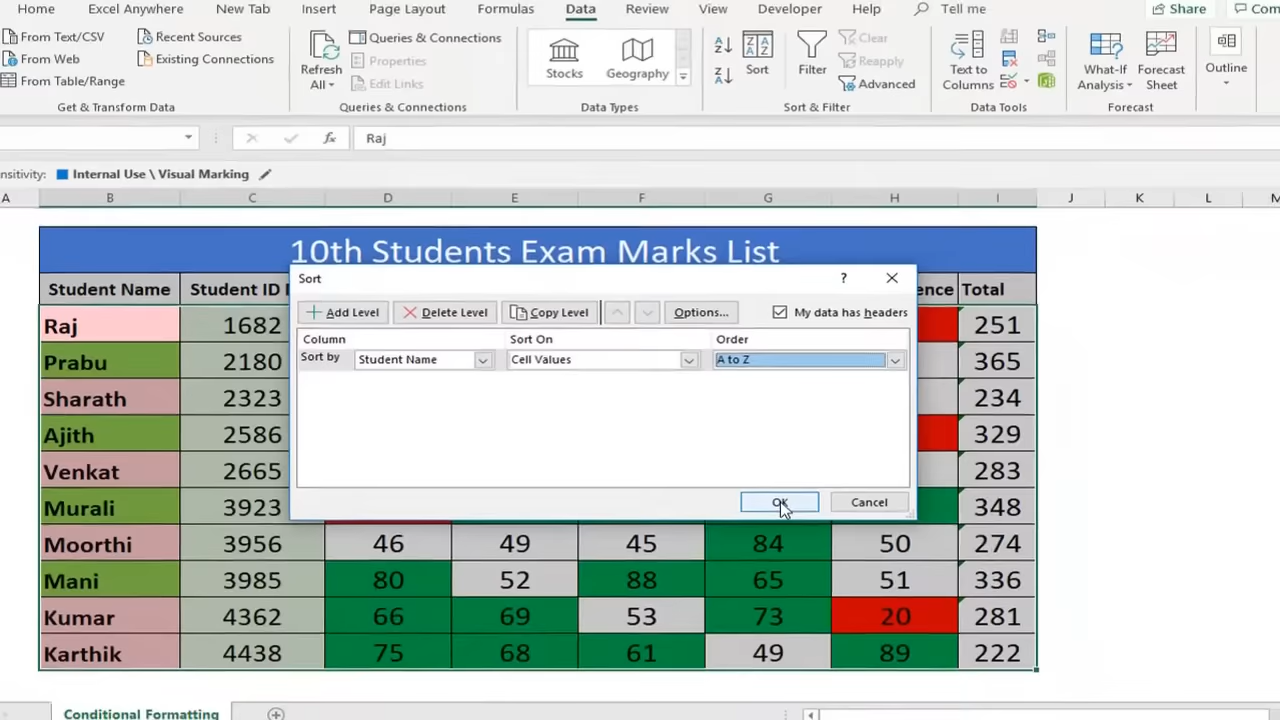 Home Excel Anywhere New Tab Insert Page Layout Formulas Data Review View Developer Help Tell me Share
From Text/CSV Recent Sources Queries & Connections Clear
From Web Existing Connections Properties Reapply
From Table/Range Edit Links Advanced
Refresh All Stocks Geography Sort Filter Text to Columns What-If Analysis Forecast Sheet Outline
Get & Transform Data Queries & Connections Data Types Sort & Filter Data Tools Forecast
fx Raj
Internal Use \ Visual Marking
A B C D E F G H I J K L M
10th Students Exam Marks List
Student Name Student ID Total
Sort ? ×
Add Level Delete Level Copy Level Options... My data has headers
Column Sort On Order
Sort by Student Name Cell Values A to Z
OK Cancel
Raj 1682 251
Prabu 2180 365
Sharath 2323 234
Ajith 2586 329
Venkat 2665 283
Murali 3923 348
Moorthi 3956 46 49 45 84 50 274
Mani 3985 80 52 88 65 51 336
Kumar 4362 66 69 53 73 20 281
Karthik 4438 75 68 61 49 89 222
Conditional Formatting